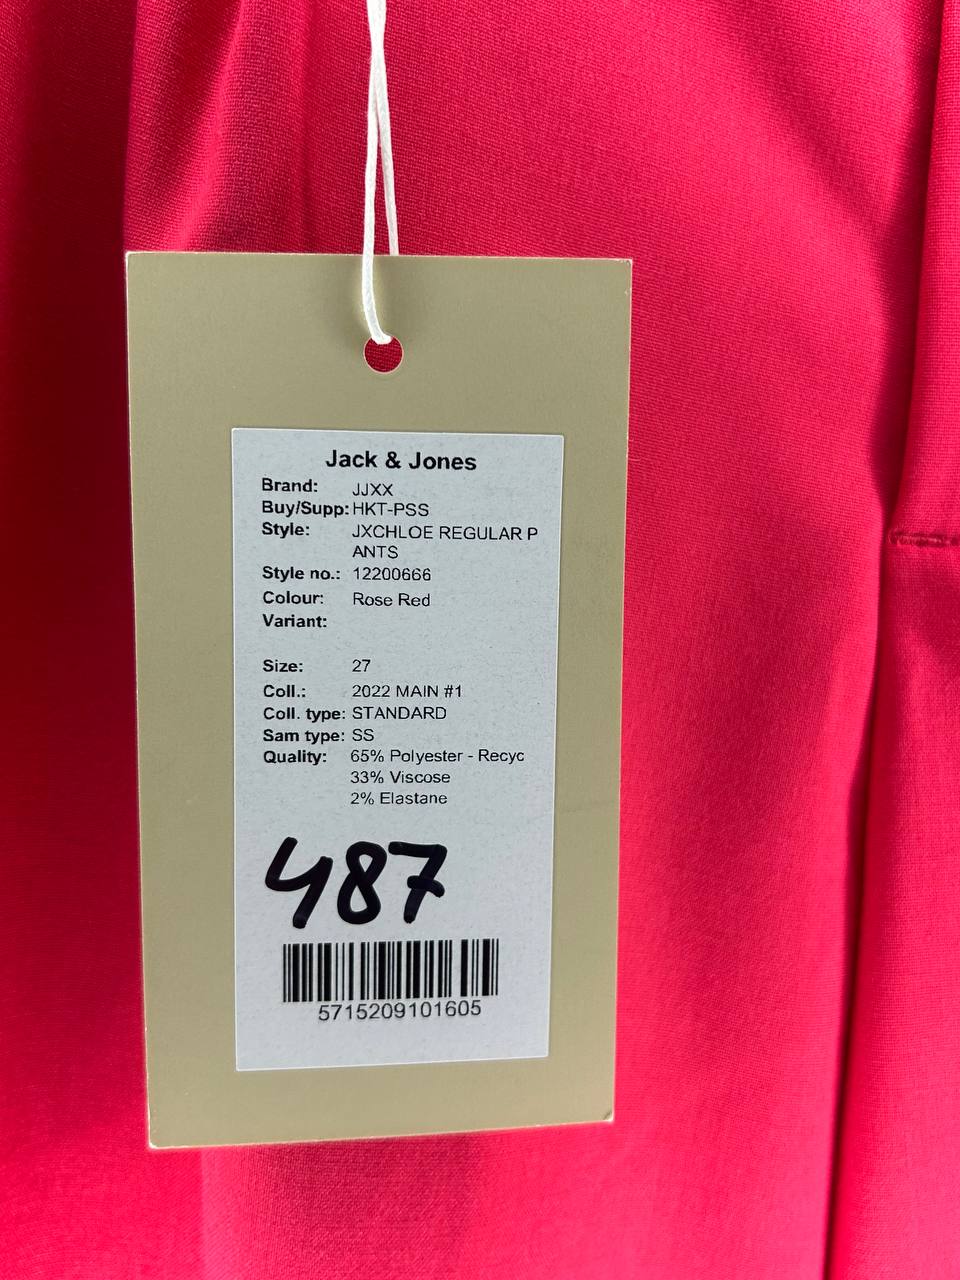 Jack & Jones
Brand: JJXX
Buy/Supp: HKT-PSS
Style: JXCHLOE REGULAR P
ANTS
Style no.: 12200666
Colour: Rose Red
Variant:
Size: 27
Coll.: 2022 MAIN #1
Coll. type: STANDARD
Sam type: SS
Quality: 65% Polyester - Recyc
33% Viscose
2% Elastane
487
5715209101605